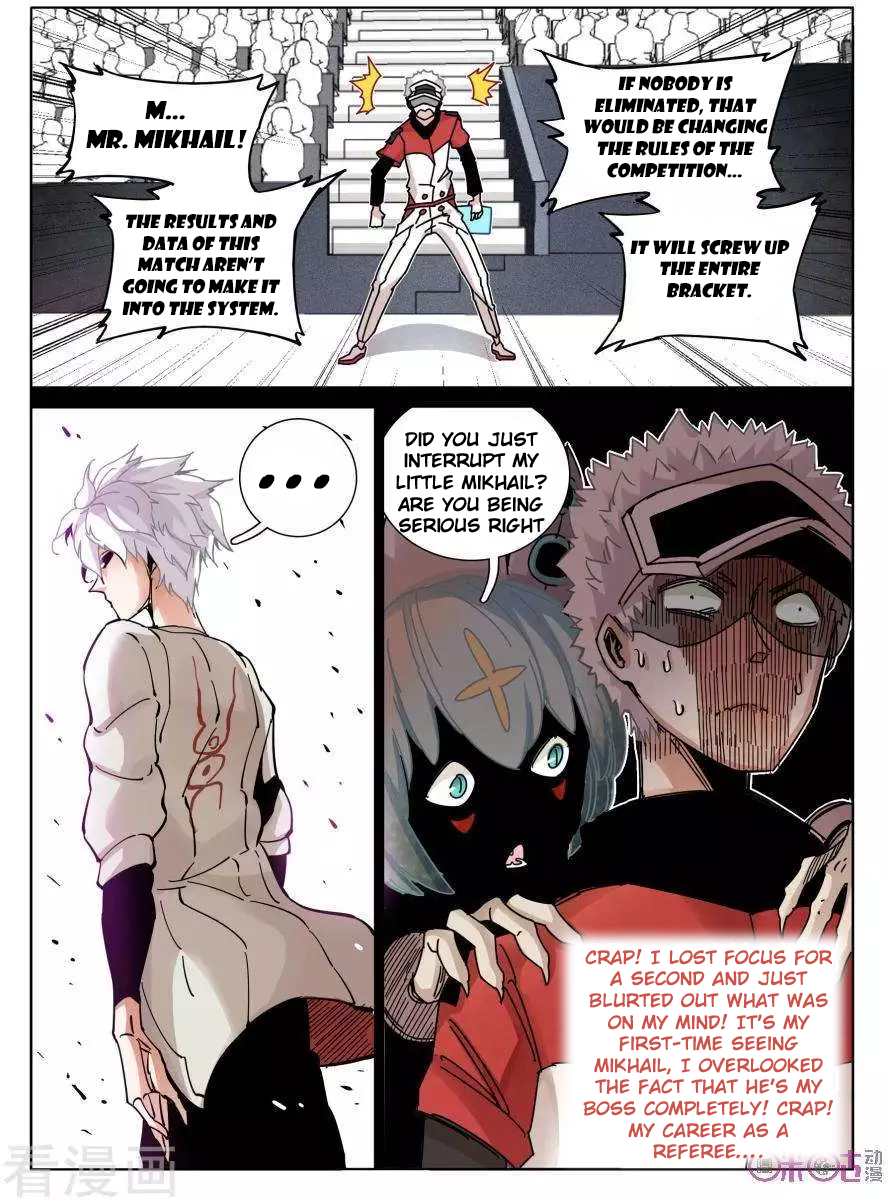 M...
MR. MIKHAIL!
THE RESULTS AND
DATA OF THIS
MATCH AREN'T
GOING TO MAKE IT
INTO THE SYSTEM.
IF NOBODY IS
ELIMINATED, THAT
WOULD BE CHANGING
THE RULES OF THE
COMPETITION...
IT WILL SCREW UP
THE ENTIRE
BRACKET.
...
DID YOU JUST
INTERRUPT MY
LITTLE MIKHAIL?
ARE YOU BEING
SERIOUS RIGHT
CRAP! I LOST FOCUS FOR
A SECOND AND JUST
BLURTED OUT WHAT WAS
ON MY MIND! IT'S MY
FIRST-TIME SEEING
MIKHAIL, I OVERLOOKED
THE FACT THAT HE'S MY
BOSS COMPLETELY! CRAP!
MY CAREER AS A
REFEREE....
看漫画
动漫